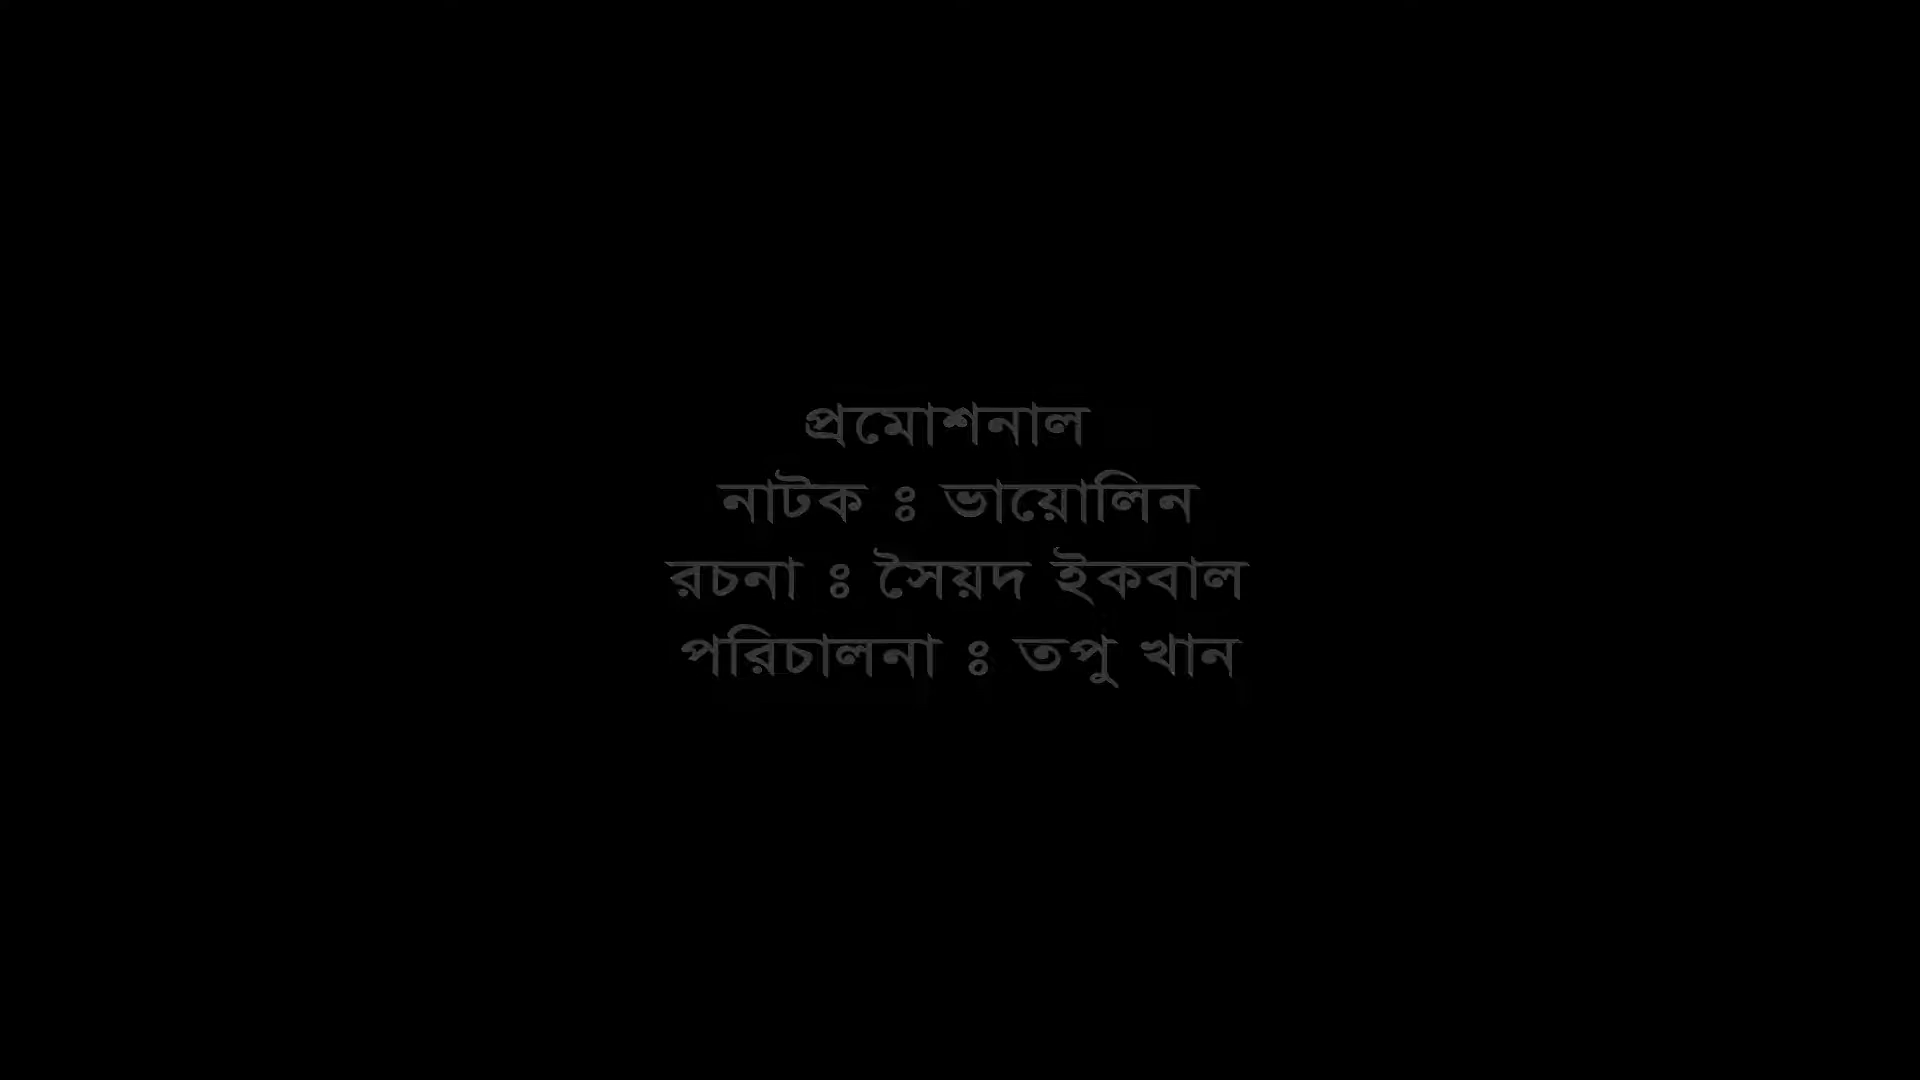 প্রমোশনাল
নাটক ঃ ভায়োলিন
রচনা ঃ সৈয়দ ইকবাল
পরিচালনা ঃ তপু খান